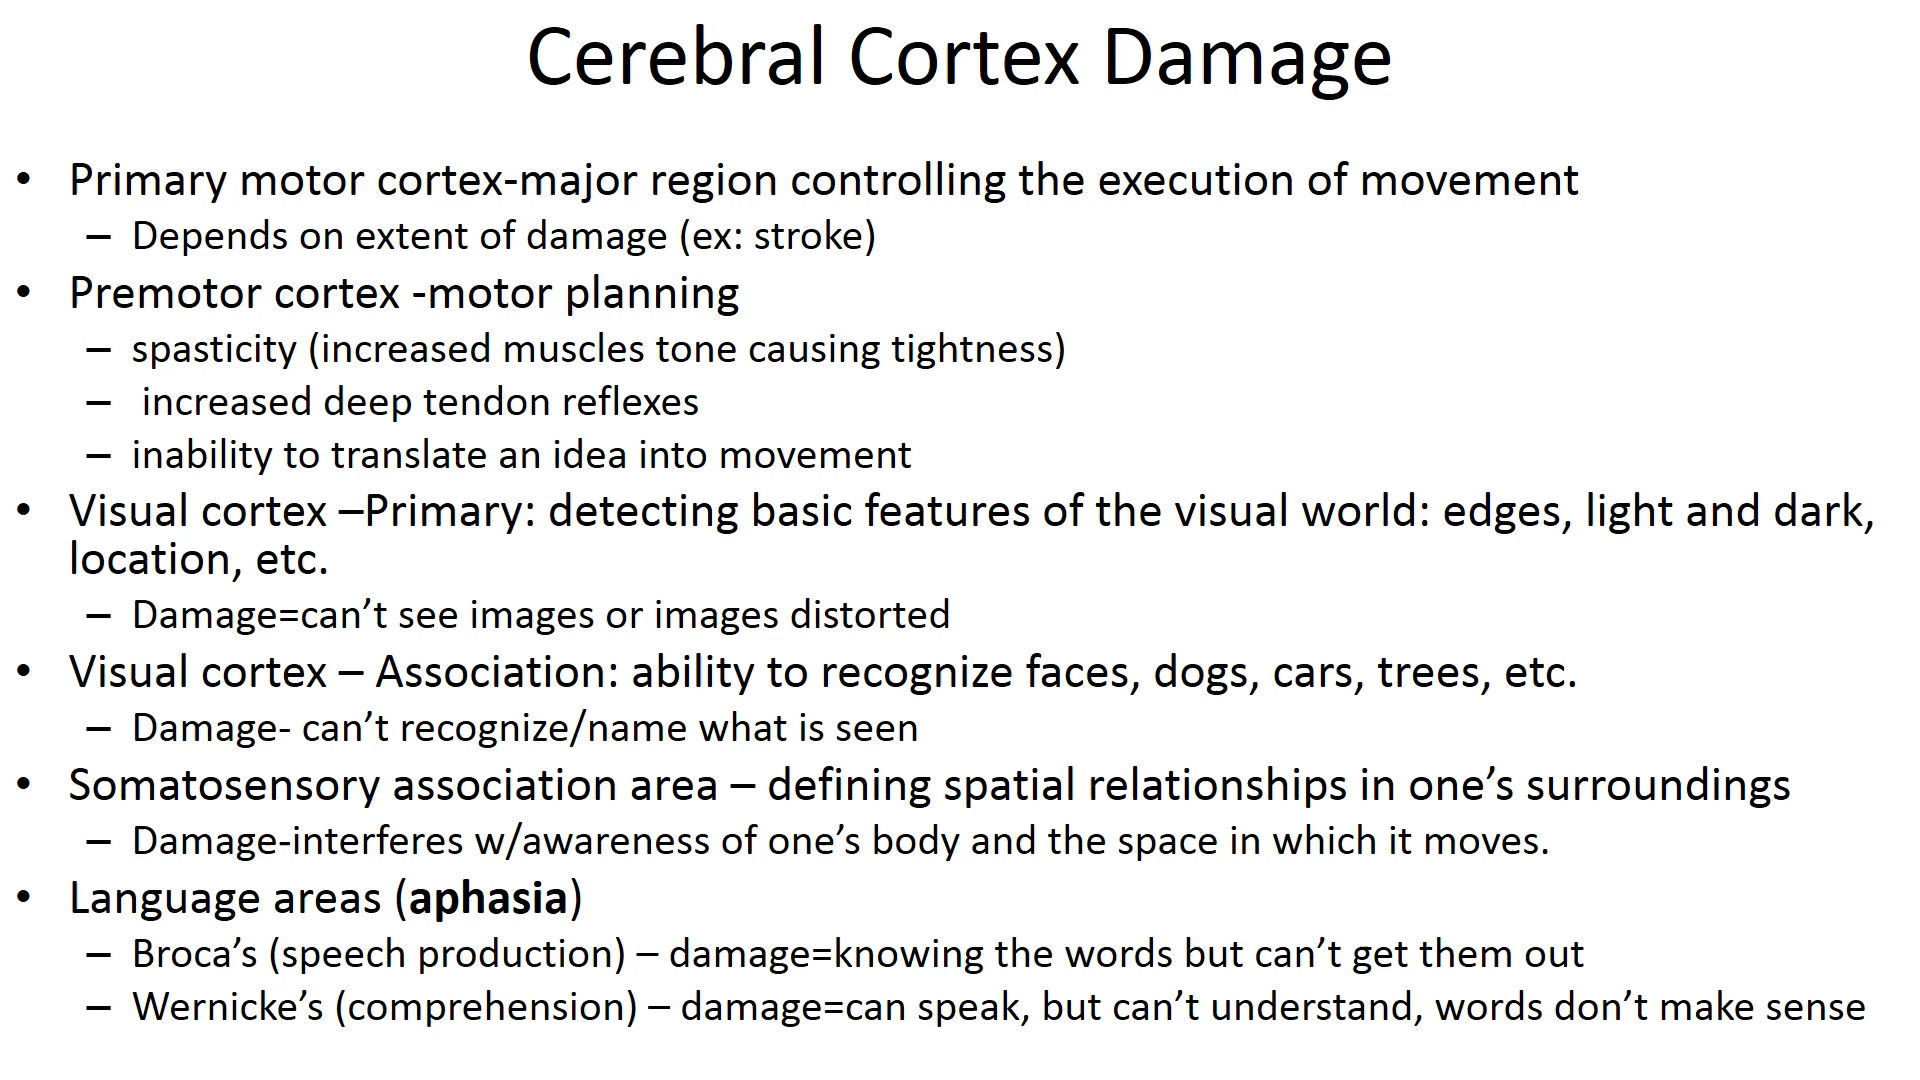 Cerebral Cortex Damage
• Primary motor cortex-major region controlling the execution of movement
– Depends on extent of damage (ex: stroke)
• Premotor cortex -motor planning
– spasticity (increased muscles tone causing tightness)
– increased deep tendon reflexes
– inability to translate an idea into movement
• Visual cortex –Primary: detecting basic features of the visual world: edges, light and dark,
location, etc.
– Damage=can’t see images or images distorted
• Visual cortex – Association: ability to recognize faces, dogs, cars, trees, etc.
– Damage- can’t recognize/name what is seen
• Somatosensory association area – defining spatial relationships in one’s surroundings
– Damage-interferes w/awareness of one’s body and the space in which it moves.
• Language areas (aphasia)
– Broca’s (speech production) – damage=knowing the words but can’t get them out
– Wernicke’s (comprehension) – damage=can speak, but can’t understand, words don’t make sense